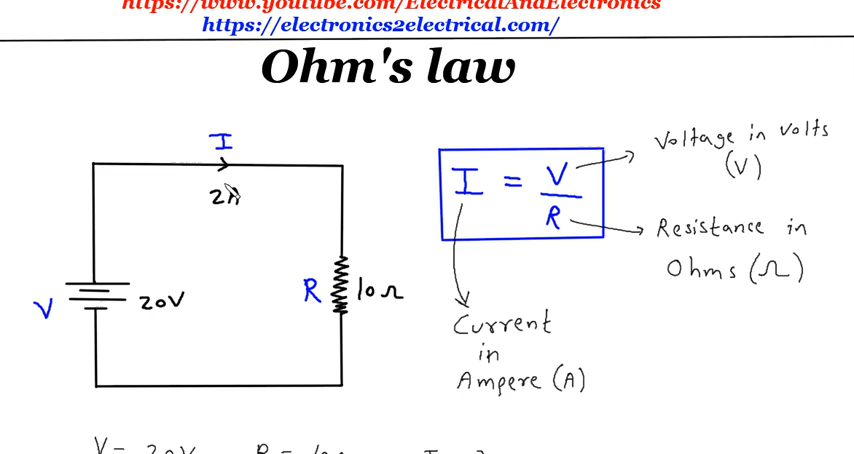 https://www.youtube.com/ElectricalAndElectronics
https://electronics2electrical.com/
Ohm's law
I
2A
V
20V
R
10Ω
I = V
R
Voltage in volts
(V)
Resistance in
Ohms (Ω)
Current
in
Ampere (A)
V= 20V R =